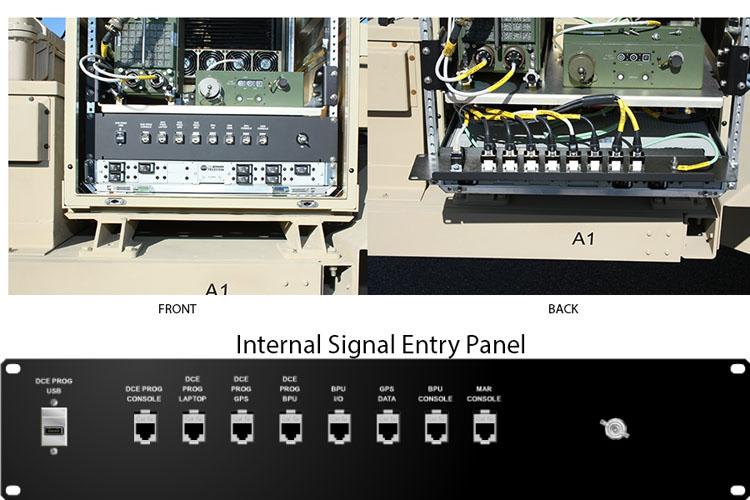 A1
A1
FRONT
BACK
Internal Signal Entry Panel
DCE PROG
USB
DCE PROG
CONSOLE
DCE
PROG
LAPTOP
DCE
PROG
GPS
DCE
PROG
BPU
BPU
I/O
GPS
DATA
BPU
CONSOLE
MAR
CONSOLE